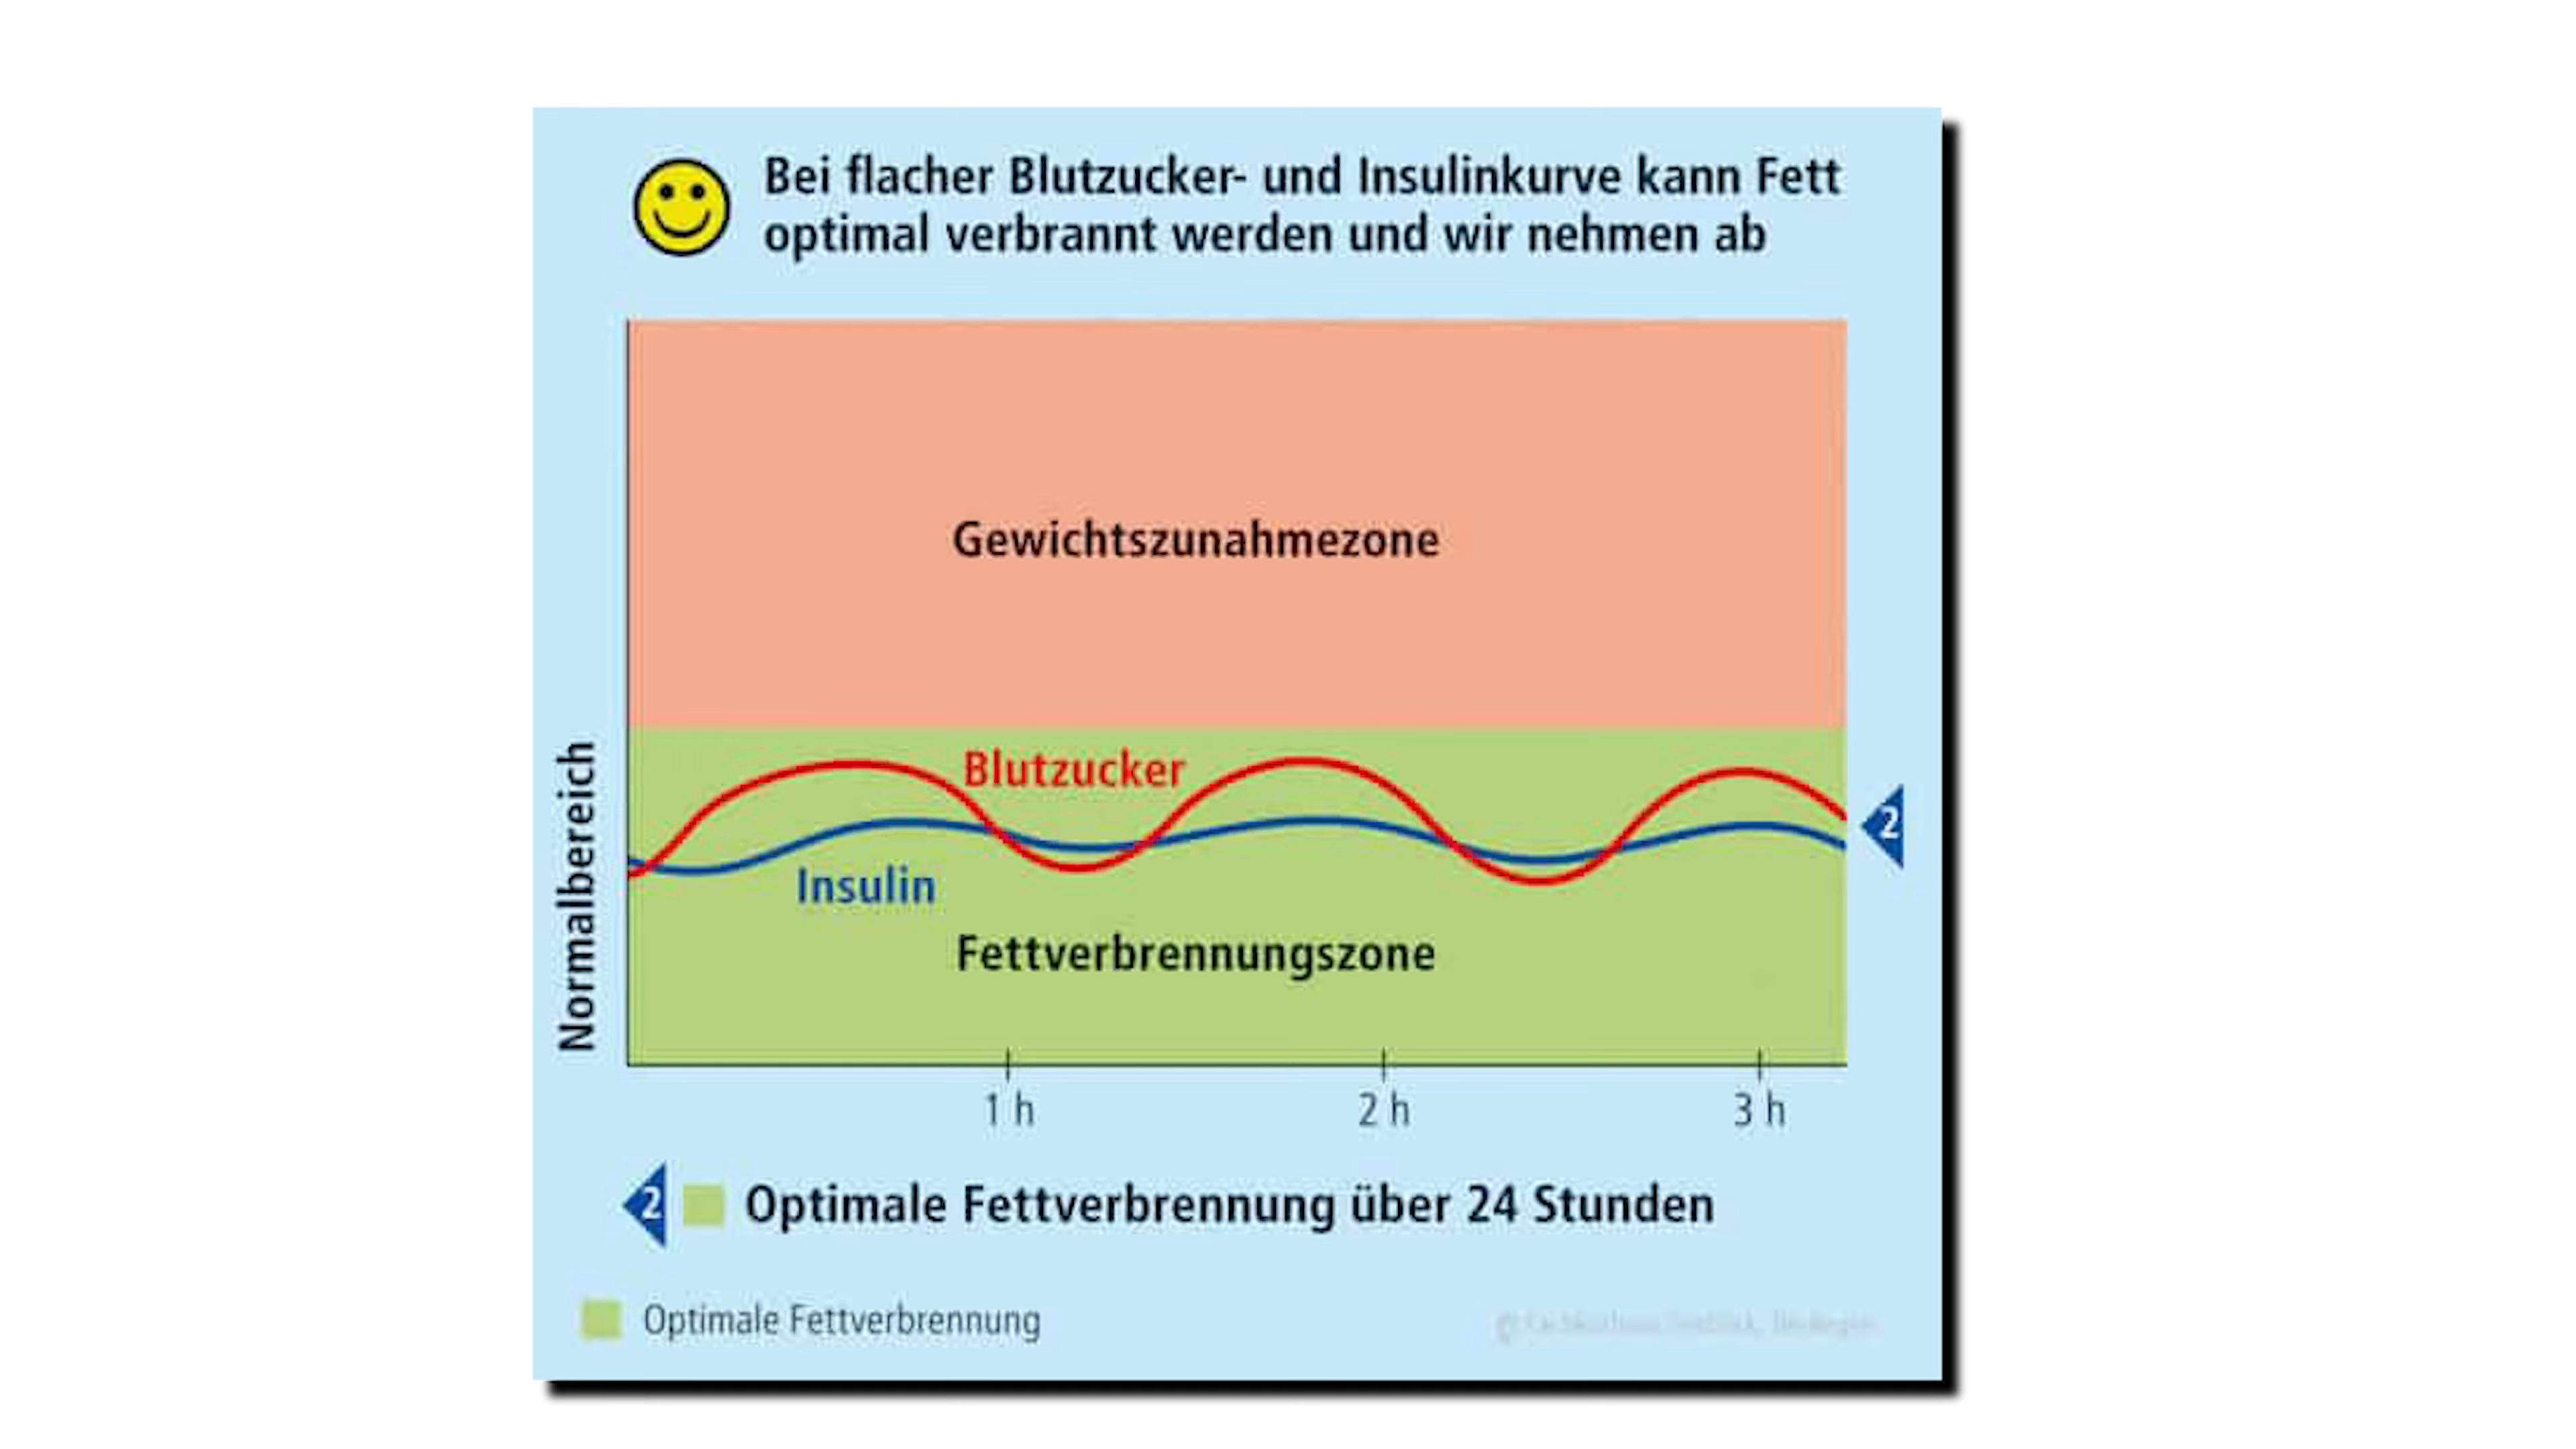 Bei flacher Blutzucker- und Insulinkurve kann Fett
optimal verbrannt werden und wir nehmen ab
Gewichtszunahmezone
Normalbereich
Blutzucker
Insulin
Fettverbrennungszone
2
1 h
2 h
3 h
2 Optimale Fettverbrennung über 24 Stunden
Optimale Fettverbrennung
©